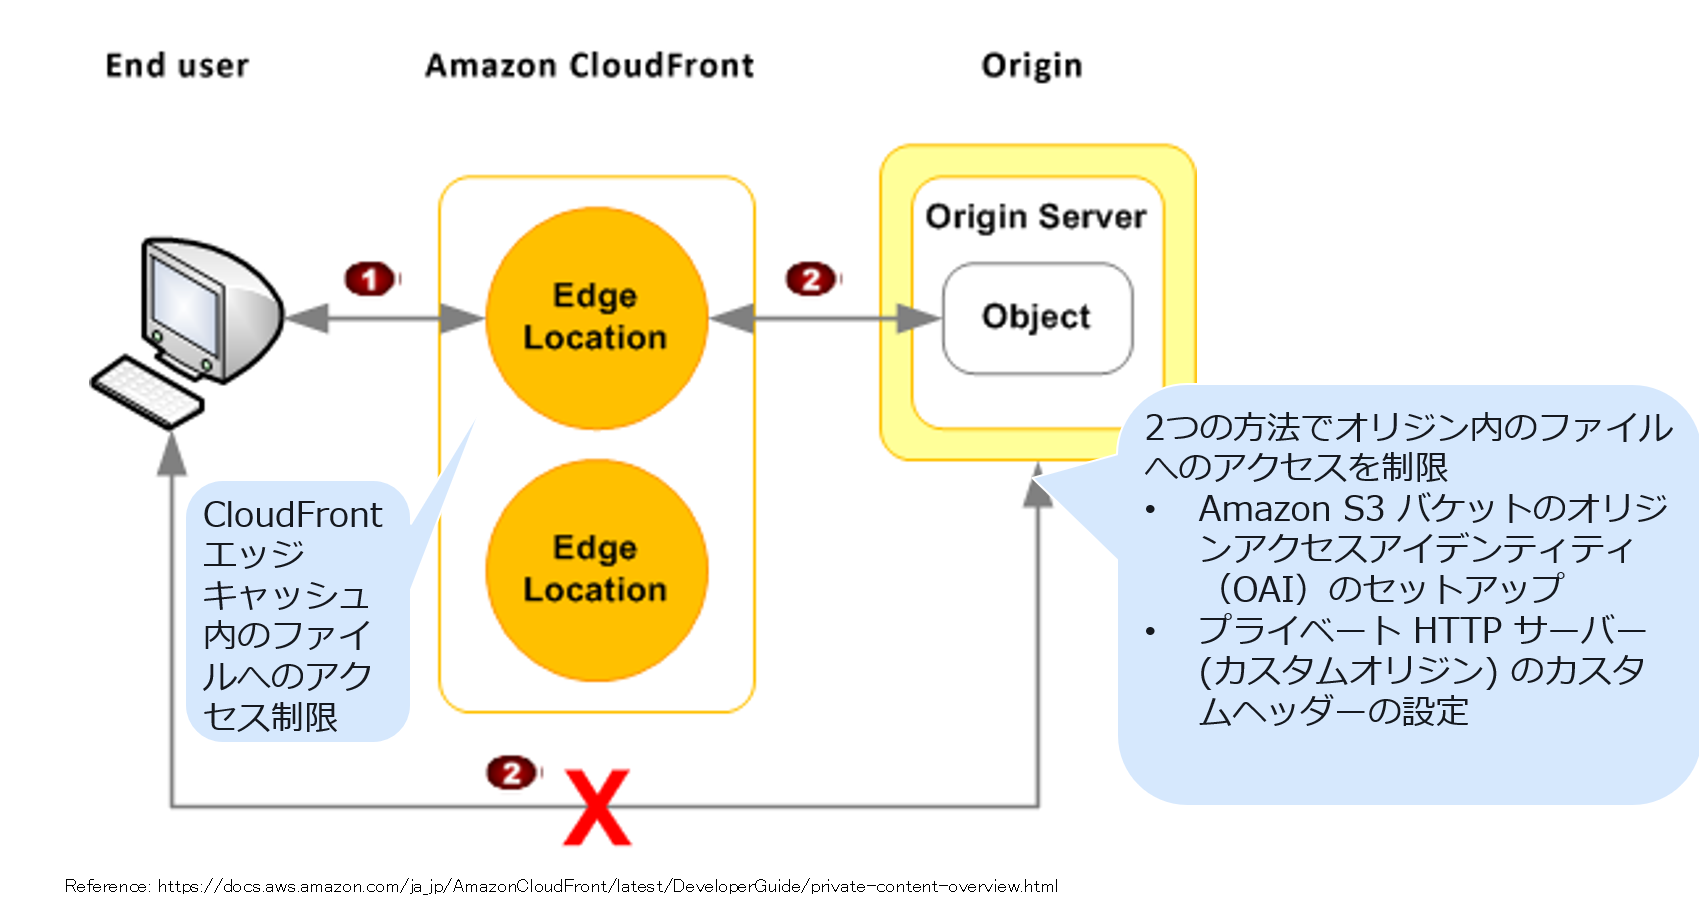 End user
Amazon CloudFront
Origin
Origin Server
Object
1
2
Edge
Location
Edge
Location
CloudFront
エッジ
キャッシュ
内のファイ
ルへのアク
セス制限
2つの方法でオリジン内のファイル
へのアクセスを制限
• Amazon S3 バケットのオリジ
ンアクセスアイデンティティ
（OAI）のセットアップ
• プライベート HTTP サーバー
(カスタムオリジン) のカスタ
ムヘッダーの設定
2
X
Reference: https://docs.aws.amazon.com/ja_jp/AmazonCloudFront/latest/DeveloperGuide/private-content-overview.html